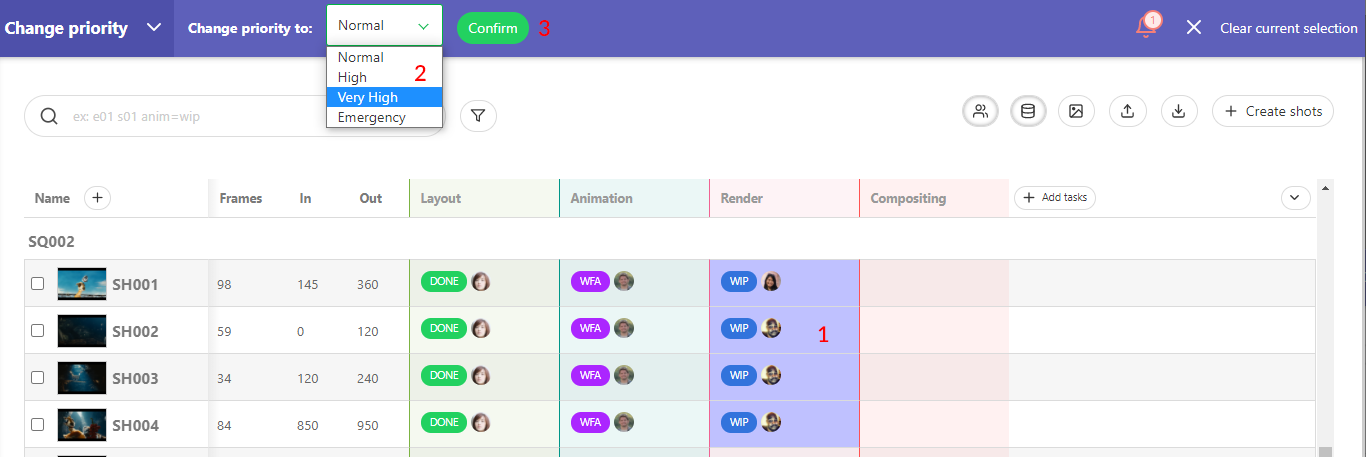 Change priority
Change priority to:
Normal
Confirm
3
1
Clear current selection
Normal
High
2
Very High
Emergency
ex: e01 s01 anim=wip
Create shots
Name Frames In Out Layout Animation Render Compositing Add tasks
SQ002
SH001 98 145 360 DONE WFA WIP
SH002 59 0 120 DONE WFA WIP 1
SH003 34 120 240 DONE WFA WIP
SH004 84 850 950 DONE WFA WIP